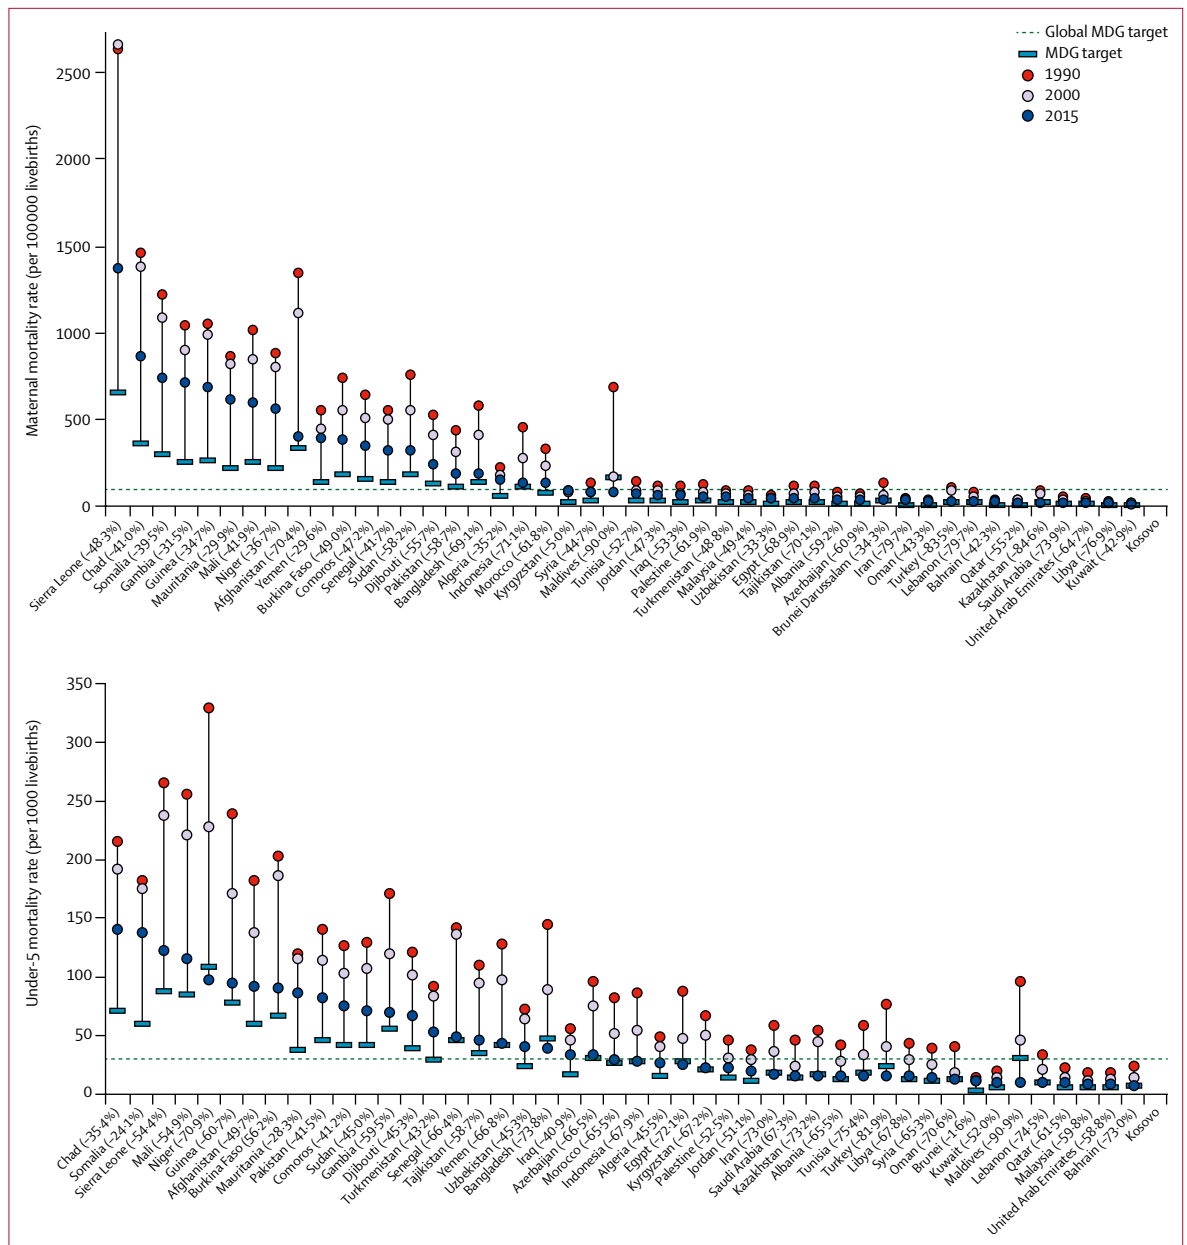 Global MDG target
MDG target
1990
2000
2015
Maternal mortality rate (per 100 000 livebirths)
2500
2000
1500
1000
500
0
Sierra Leone (–48·3%)
Chad (–41·0%)
Somalia (–39·5%)
Gambia (–31·5%)
Guinea (–34·7%)
Mauritania (–29·9%)
Mali (–41·9%)
Niger (–36·7%)
Afghanistan (–70·4%)
Yemen (–29·6%)
Burkina Faso (–49·0%)
Comoros (–47·2%)
Senegal (–41·7%)
Sudan (–58·2%)
Djibouti (–55·7%)
Pakistan (–58·7%)
Bangladesh (–69·1%)
Algeria (–35·2%)
Indonesia (–71·1%)
Morocco (–61·8%)
Kyrgyzstan (–5·0%)
Syria (–44·7%)
Maldives (–90·0%)
Tunisia (–52·7%)
Jordan (–47·3%)
Iraq (–53·3%)
Palestine (–61·9%)
Turkmenistan (–48·8%)
Malaysia (–49·4%)
Uzbekistan (–33·3%)
Egypt (–68·9%)
Tajikistan (–70·1%)
Albania (–59·2%)
Azerbaijan (–60·9%)
Brunei Darussalam (–34·3%)
Iran (–79·7%)
Oman (–43·3%)
Turkey (–83·5%)
Lebanon (–79·7%)
Bahrain (–42·3%)
Qatar (–55·2%)
Kazakhstan (–84·6%)
Saudi Arabia (–73·9%)
United Arab Emirates (–64·7%)
Libya (–76·9%)
Kuwait (–42·9%)
Kosovo
Under-5 mortality rate (per 1000 livebirths)
350
300
250
200
150
100
50
0
Chad (–35·4%)
Somalia (–24·1%)
Sierra Leone (–54·4%)
Mali (–54·9%)
Niger (–70·9%)
Guinea (–60·7%)
Afghanistan (–49·7%)
Burkina Faso (56·2%)
Mauritania (–28·3%)
Pakistan (–41·5%)
Comoros (–41·2%)
Sudan (–45·0%)
Gambia (–59·5%)
Djibouti (–45·3%)
Turkmenistan (–43·2%)
Senegal (–66·4%)
Tajikistan (–58·7%)
Yemen (–66·8%)
Uzbekistan (–45·3%)
Bangladesh (–73·8%)
Iraq (–40·9%)
Azerbaijan (–66·5%)
Morocco (–65·5%)
Indonesia (–67·9%)
Algeria (–45·5%)
Egypt (–72·1%)
Kyrgyzstan (–67·2%)
Palestine (–52·5%)
Jordan (–51·1%)
Iran (–73·0%)
Saudi Arabia (67·3%)
Kazakhstan (–73·2%)
Albania (–65·5%)
Tunisia (–75·4%)
Turkey (–81·9%)
Libya (–67·8%)
Syria (–65·3%)
Oman (–70·6%)
Brunei (–1·6%)
Kuwait (–52·0%)
Maldives (–90·9%)
Lebanon (–74·5%)
Qatar (–61·5%)
Malaysia (–59·8%)
United Arab Emirates (–58·8%)
Bahrain (–73·0%)
Kosovo